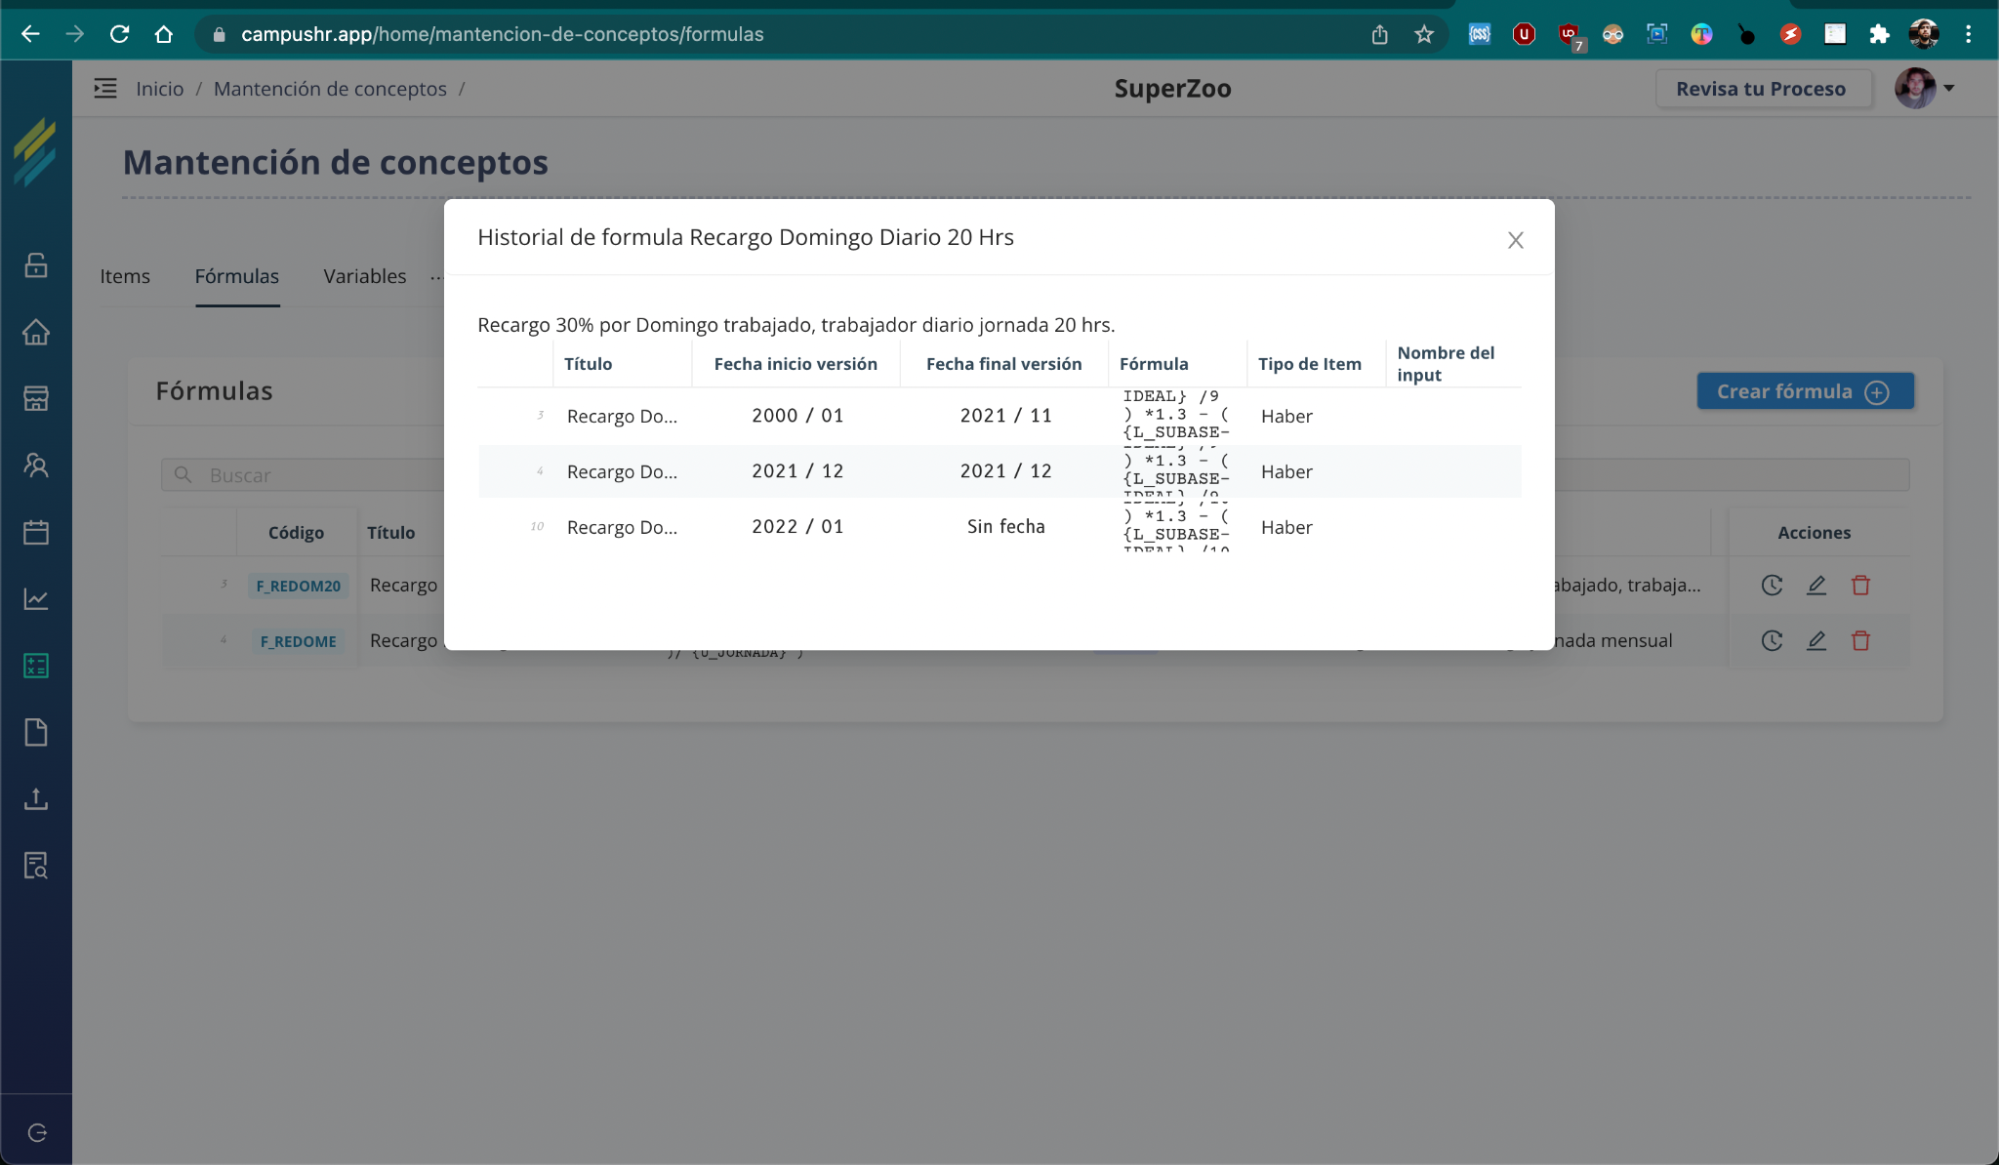 campushr.app/home/mantencion-de-conceptos/formulas
7
Inicio / Mantención de conceptos /
SuperZoo
Revisa tu Proceso
Mantención de conceptos
Items
Fórmulas
Variables
...
Historial de formula Recargo Domingo Diario 20 Hrs
Recargo 30% por Domingo trabajado, trabajador diario jornada 20 hrs.
Título
Fecha inicio versión
Fecha final versión
Fórmula
Tipo de Item
Nombre del
input
3
Recargo Do...
2000 / 01
2021 / 11
IDEAL} /9
) *1.3 - (
{L_SUBASE-
Haber
4
Recargo Do...
2021 / 12
2021 / 12
) *1.3 - (
{L_SUBASE-
Haber
10
Recargo Do...
2022 / 01
Sin fecha
) *1.3 - (
{L_SUBASE-
IDEAL} /10
Haber
Fórmulas
Crear fórmula
Buscar
Código
Título
Acciones
F_REDOM20
Recargo
abajado, trabaja...
4
F_REDOME
Recargo
)/ {U_JORNADA} )
nada mensual